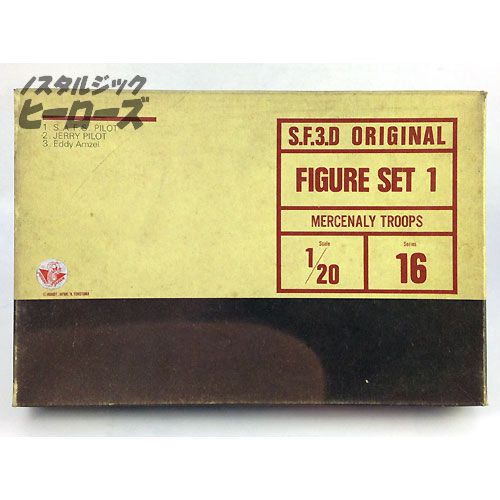 ノスタルジック
ヒーローズ
1. S.A.F.S. PILOT
2. JERRY PILOT
3. Eddy Amzel
S.F.3.D ORIGINAL
FIGURE SET 1
MERCENALY TROOPS
Scale
1/20
Series
16